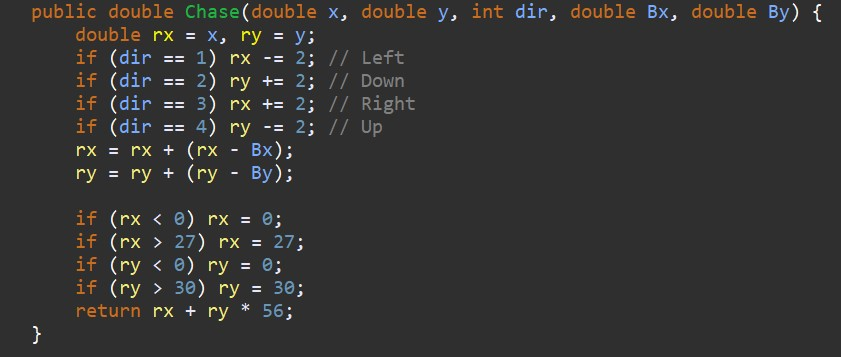 public double Chase(double x, double y, int dir, double Bx, double By) {
    double rx = x, ry = y;
    if (dir == 1) rx -= 2; // Left
    if (dir == 2) ry += 2; // Down
    if (dir == 3) rx += 2; // Right
    if (dir == 4) ry -= 2; // Up
    rx = rx + (rx - Bx);
    ry = ry + (ry - By);

    if (rx < 0) rx = 0;
    if (rx > 27) rx = 27;
    if (ry < 0) ry = 0;
    if (ry > 30) ry = 30;
    return rx + ry * 56;
}